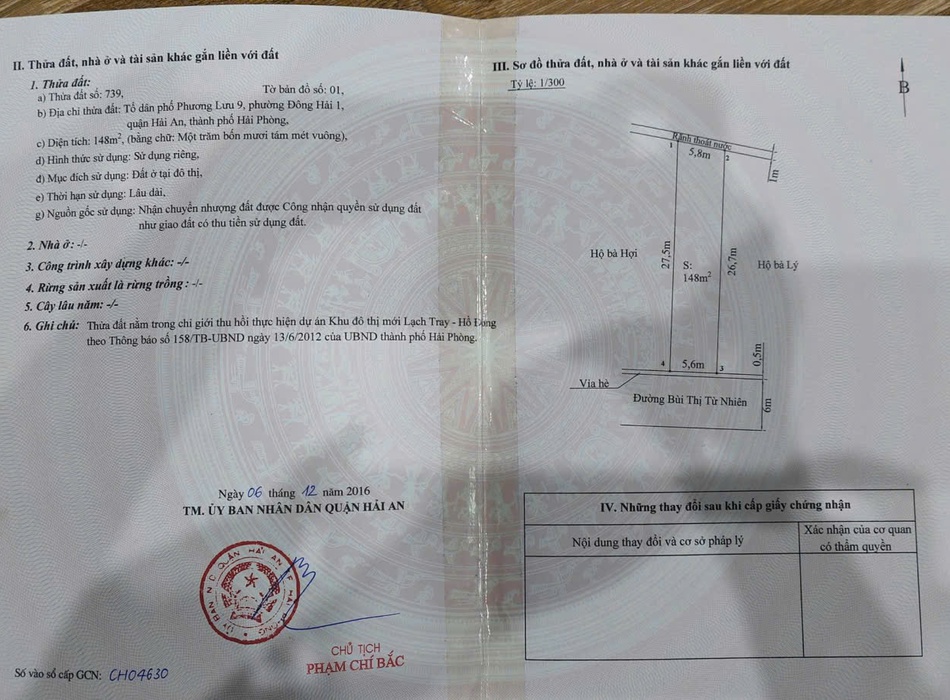 II. Thửa đất, nhà ở và tài sản khác gắn liền với đất
1. Thửa đất:
a) Thửa đất số: 739, Tờ bản đồ số: 01,
b) Địa chỉ thửa đất: Tổ dân phố Phương Lưu 9, phường Đông Hải 1,
quận Hải An, thành phố Hải Phòng,
c) Diện tích: 148m², (bằng chữ: Một trăm bốn mươi tám mét vuông),
d) Hình thức sử dụng: Sử dụng riêng,
đ) Mục đích sử dụng: Đất ở tại đô thị,
e) Thời hạn sử dụng: Lâu dài,
g) Nguồn gốc sử dụng: Nhận chuyển nhượng đất được Công nhận quyền sử dụng đất
như giao đất có thu tiền sử dụng đất.
2. Nhà ở: -/-
3. Công trình xây dựng khác: -/-
4. Rừng sản xuất là rừng trồng : -/-
5. Cây lâu năm: -/-
6. Ghi chú: Thửa đất nằm trong chỉ giới thu hồi thực hiện dự án Khu đô thị mới Lạch Tray - Hồ Đông
theo Thông báo số 158/TB-UBND ngày 13/6/2012 của UBND thành phố Hải Phòng.
Ngày 06 tháng 12 năm 2016
TM. ỦY BAN NHÂN DÂN QUẬN HẢI AN
ỦY BAN N.D QUẬN HẢI AN T.P HẢI PHÒNG
CHỦ TỊCH
PHẠM CHÍ BẮC
Số vào sổ cấp GCN: CH04630
III. Sơ đồ thửa đất, nhà ở và tài sản khác gắn liền với đất
Tỷ lệ: 1/300
B
Rãnh thoát nước
1 5,8m 2
1m
Hộ bà Hợi
27,5m
S:
148m²
26,7m
Hộ bà Lý
4 5,6m 3
0,5m
Vỉa hè
Đường Bùi Thị Từ Nhiên
6m
IV. Những thay đổi sau khi cấp giấy chứng nhận
Nội dung thay đổi và cơ sở pháp lý
Xác nhận của cơ quan
có thẩm quyền